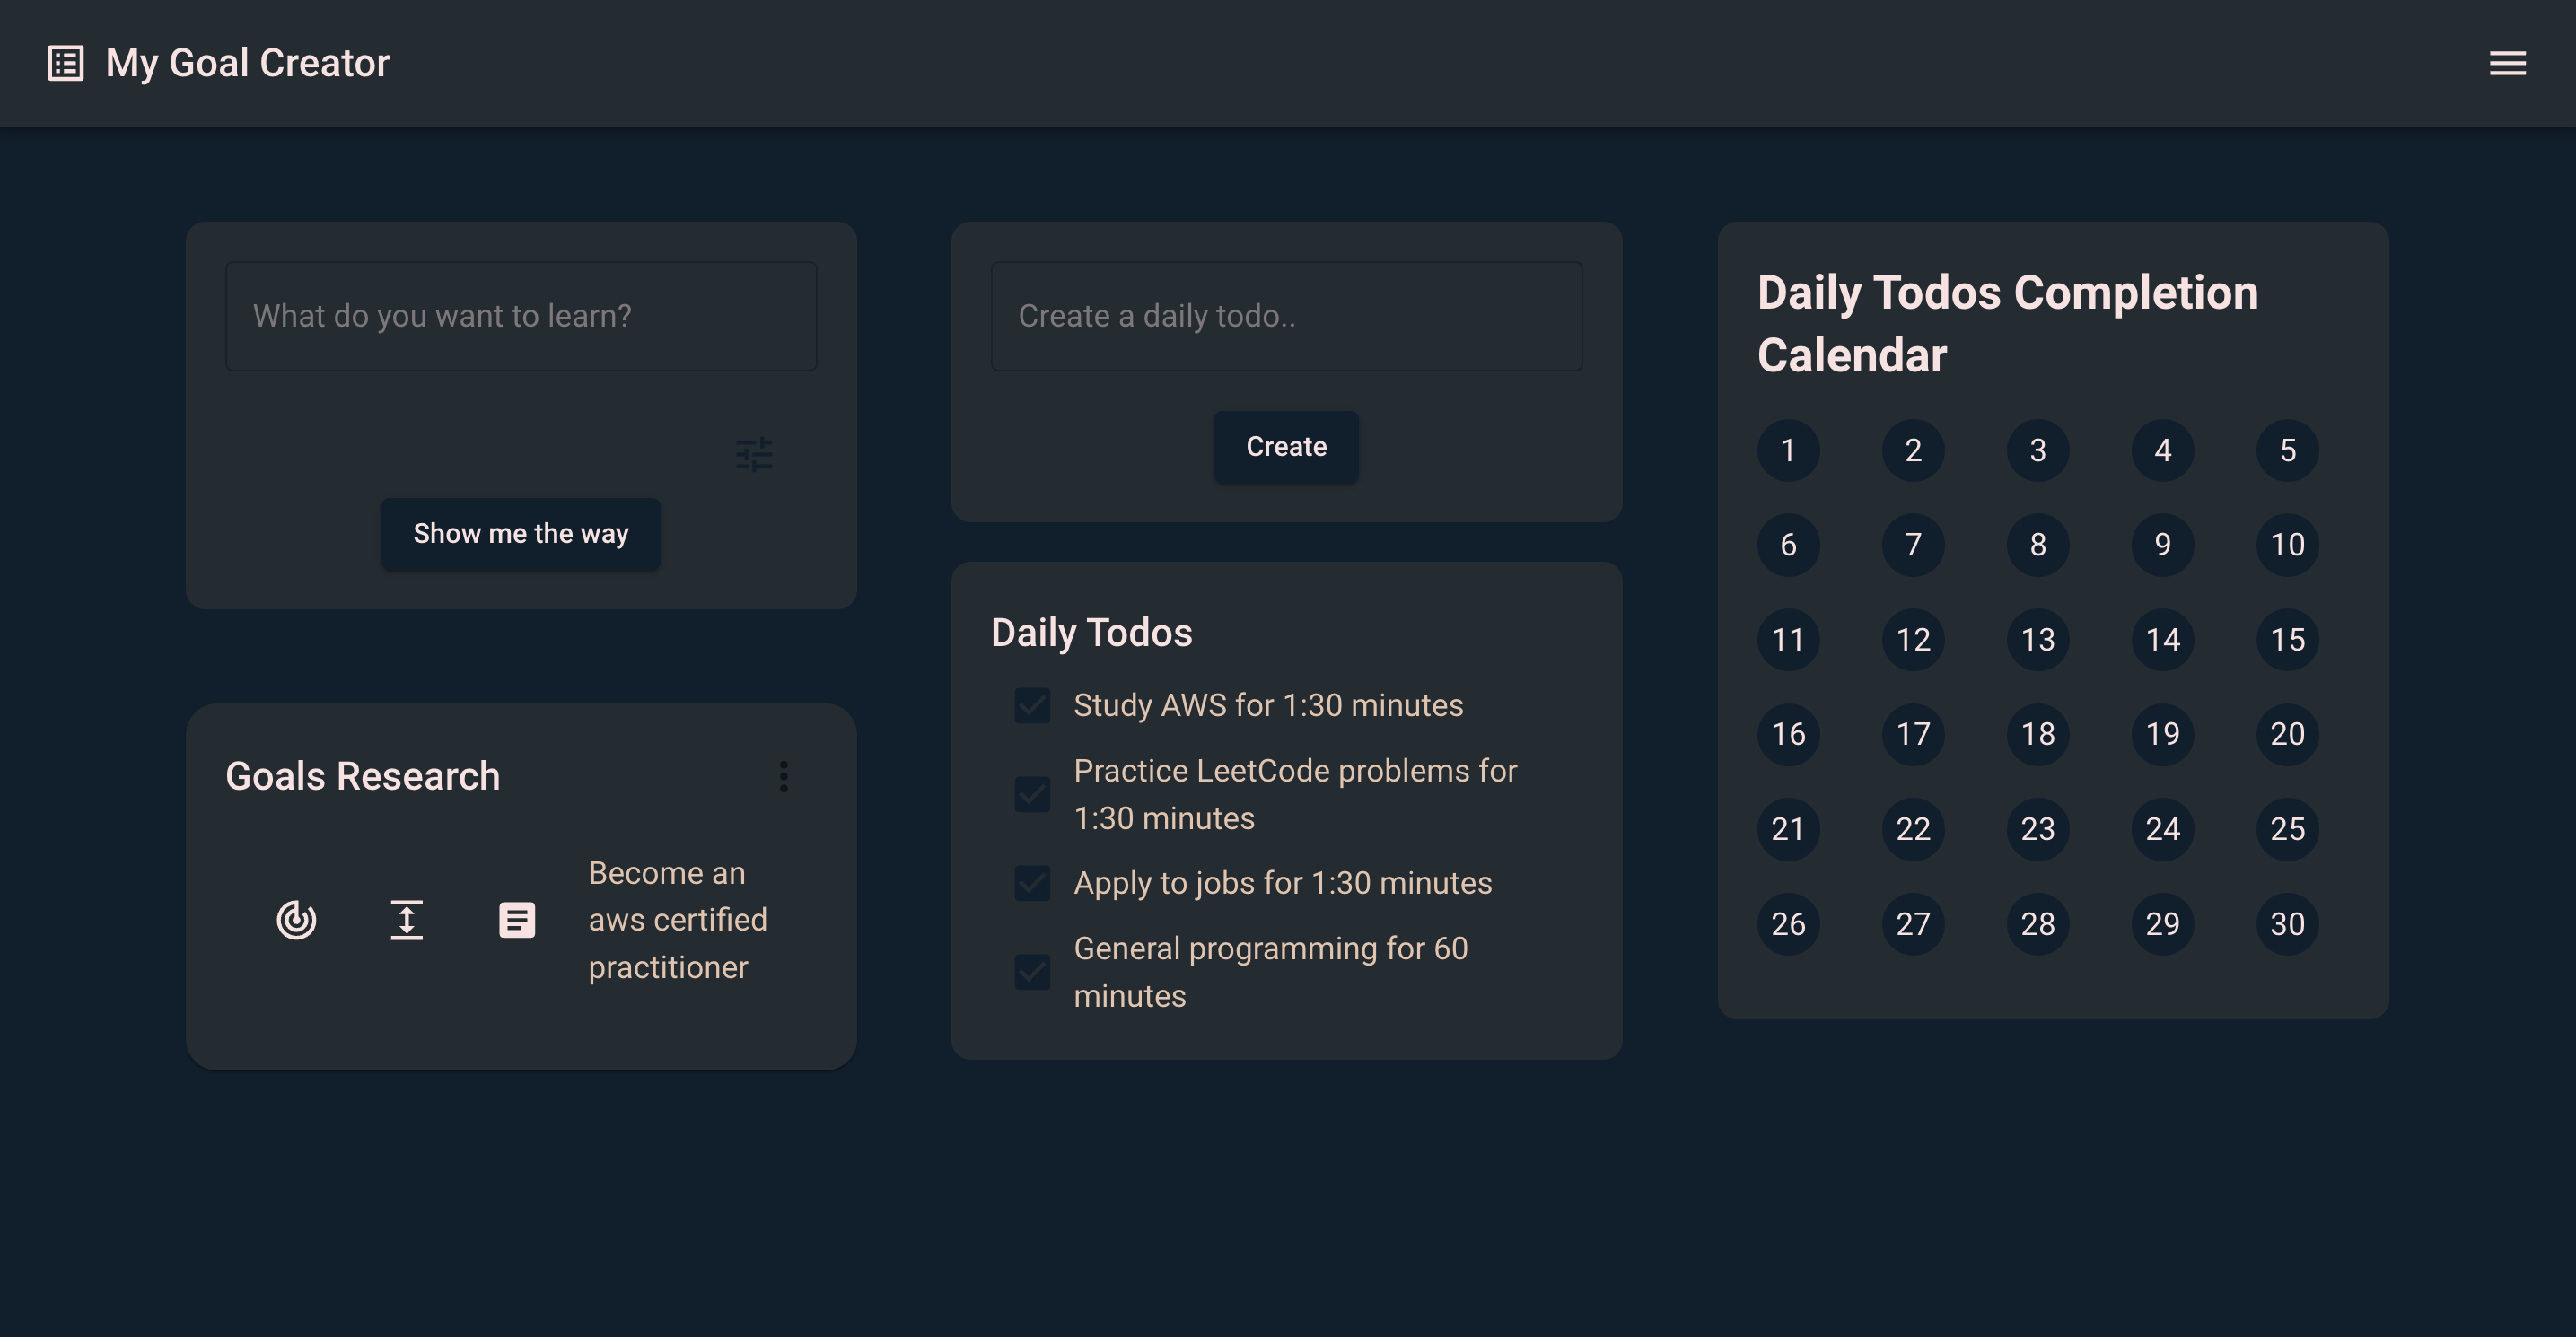 My Goal Creator
What do you want to learn?
Show me the way
Goals Research
Become an
aws certified
practitioner
Create a daily todo..
Create
Daily Todos
Study AWS for 1:30 minutes
Practice LeetCode problems for
1:30 minutes
Apply to jobs for 1:30 minutes
General programming for 60
minutes
Daily Todos Completion
Calendar
1 2 3 4 5
6 7 8 9 10
11 12 13 14 15
16 17 18 19 20
21 22 23 24 25
26 27 28 29 30